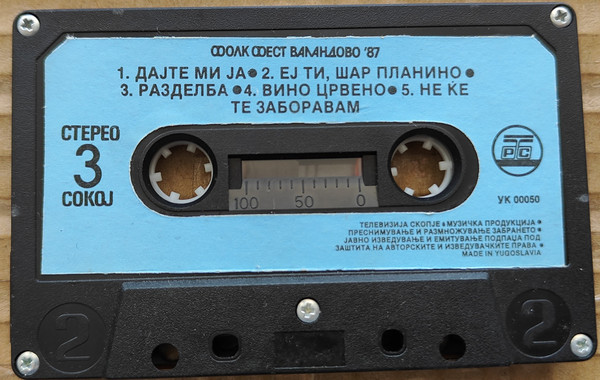 ФОЛК ФЕСТ ВАЛАНДОВО '87
1. ДАЈТЕ МИ ЈА● 2. ЕЈ ТИ, ШАР ПЛАНИНО●
3. РАЗДЕЛБА ●4. ВИНО ЦРВЕНО● 5. НЕ ЌЕ
ТЕ ЗАБОРАВАМ
СТЕРЕО
3
СОКОЈ
РТС
УК 00050
100 50 0
ТЕЛЕВИЗИЈА СКОПЈЕ ● МУЗИЧКА ПРОДУКЦИЈА●
ПРЕСНИМУВАЊЕ И РАЗМНОЖУВАЊЕ ЗАБРАНЕТО●
ЈАВНО ИЗВЕДУВАЊЕ И ЕМИТУВАЊЕ ПОДПАЃА ПОД
ЗАШТИТА НА АВТОРСКИТЕ И ИЗВЕДУВАЧКИТЕ ПРАВА ●
MADE IN YUGOSLAVIA
2 2